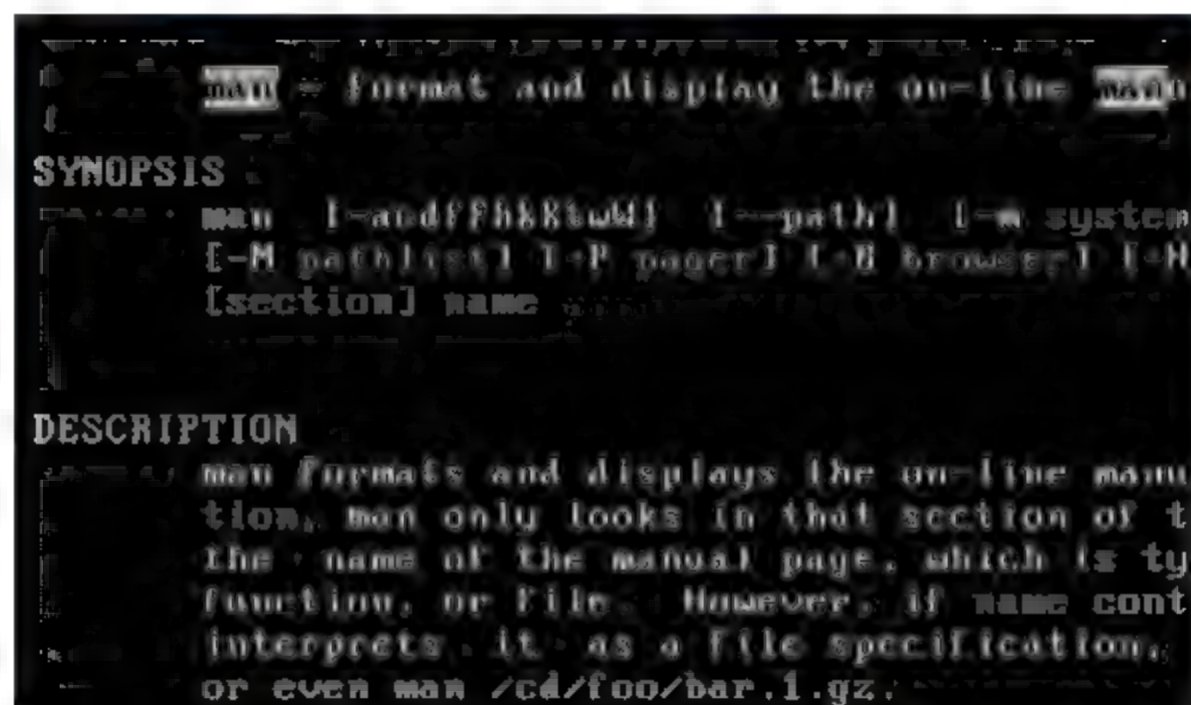 man - format and display the on-line manu
SYNOPSIS
man [-acdfFhkKtwW] [--path] [-m system
[-M pathlist] [-P pager] [-B browser] [-H
[section] name
DESCRIPTION
man formats and displays the on-line manu
tion, man only looks in that section of t
the name of the manual page, which is ty
function, or file. However, if name cont
interprets it as a file specification,
or even man /cd/foo/bar.1.gz.